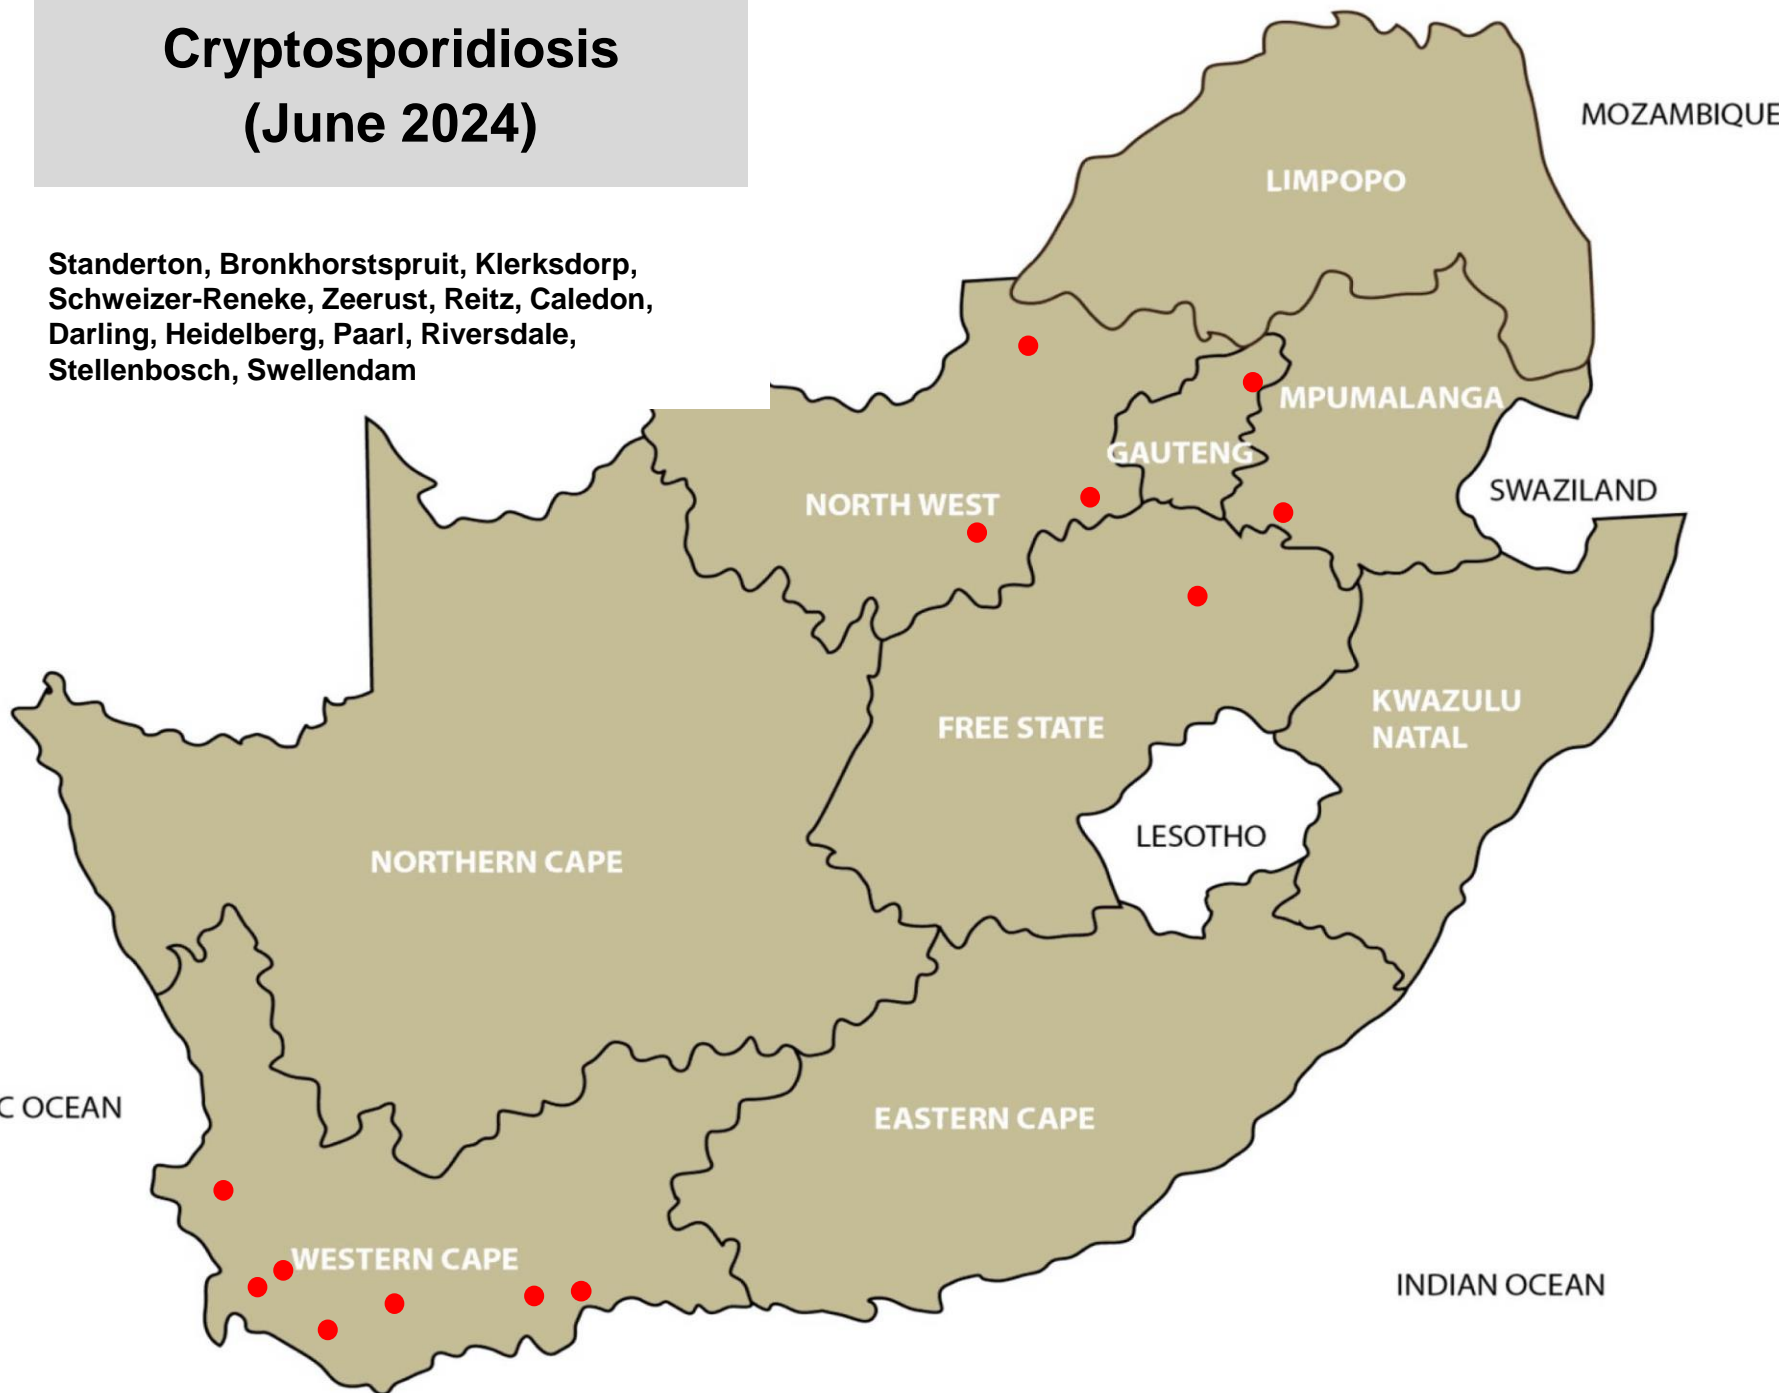 Cryptosporidiosis
(June 2024)
Standerton, Bronkhorstspruit, Klerksdorp,
Schweizer-Reneke, Zeerust, Reitz, Caledon,
Darling, Heidelberg, Paarl, Riversdale,
Stellenbosch, Swellendam
MOZAMBIQUE
LIMPOPO
MPUMALANGA
GAUTENG
SWAZILAND
NORTH WEST
KWAZULU
NATAL
FREE STATE
LESOTHO
NORTHERN CAPE
C OCEAN
EASTERN CAPE
WESTERN CAPE
INDIAN OCEAN